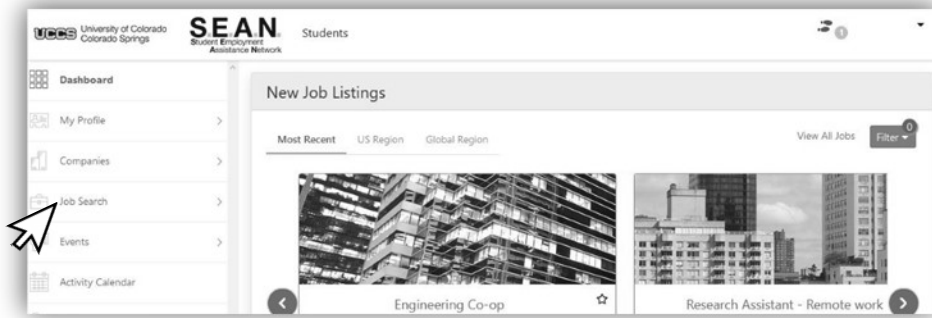 UCCS University of Colorado
Colorado Springs
S.E.A.N.
Student Employment
Assistance Network
Students
1
Dashboard
My Profile
Companies
Job Search
Events
Activity Calendar
New Job Listings
Most Recent US Region Global Region
View All Jobs Filter 0
Engineering Co-op
Research Assistant - Remote work